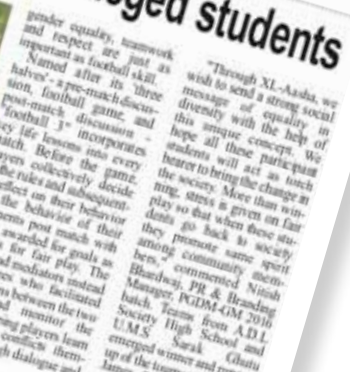 ged students
gender equality, teamwork
and respect are just as
important as football skill.
Named after its 'three
halves' - a pre-match discus-
sion, football game, and
post-match discussion -
'football 3' incorporates
key life lessons into every
match. Before the game,
players collectively decide
the rules and subsequent
reflect on their behavior
the behavior of their
ents post match with
awarded for goals as
s for fair play. The
nd mediators instead
who facilitated
between the two
monitor the
ng players learn
conflicts them-
gh dialogue and
"Through XL-Aasha, we
wish to send a strong social
message of equality in
diversity with the help of
this unique concept. We
hope all these participant
students will act as torch
bearer to bring the change in
the society. More than win-
ning, stress is given on fair
play so that when these stu-
dents go back to society
they promote same spirit
among community mem-
bers," commented Nitish
Bhardwaj, PR & Branding
Manager, PGDM-GM 2016
batch. Teams from A.D.L
Society High School and
U.M.S Sarak Ghatu
emerged winner and
up of the